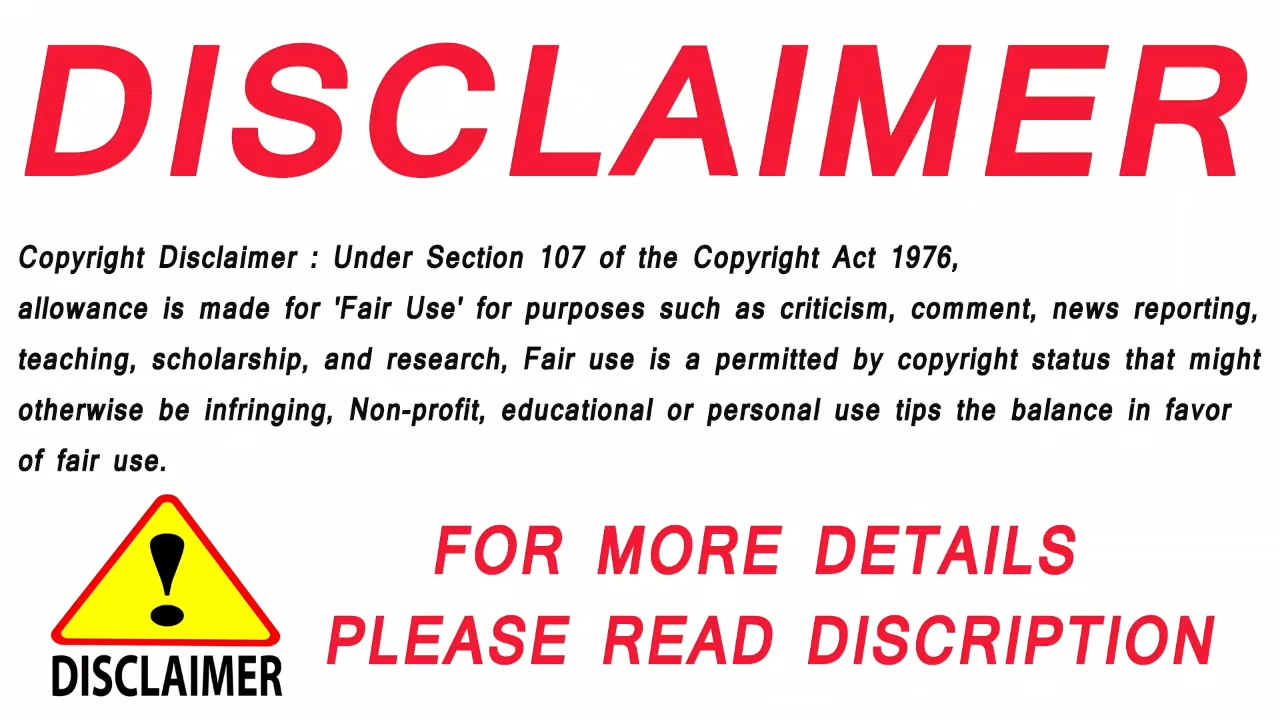 DISCLAIMER
Copyright Disclaimer : Under Section 107 of the Copyright Act 1976,
allowance is made for 'Fair Use' for purposes such as criticism, comment, news reporting,
teaching, scholarship, and research, Fair use is a permitted by copyright status that might
otherwise be infringing, Non-profit, educational or personal use tips the balance in favor
of fair use.
FOR MORE DETAILS
PLEASE READ DISCRIPTION
DISCLAIMER